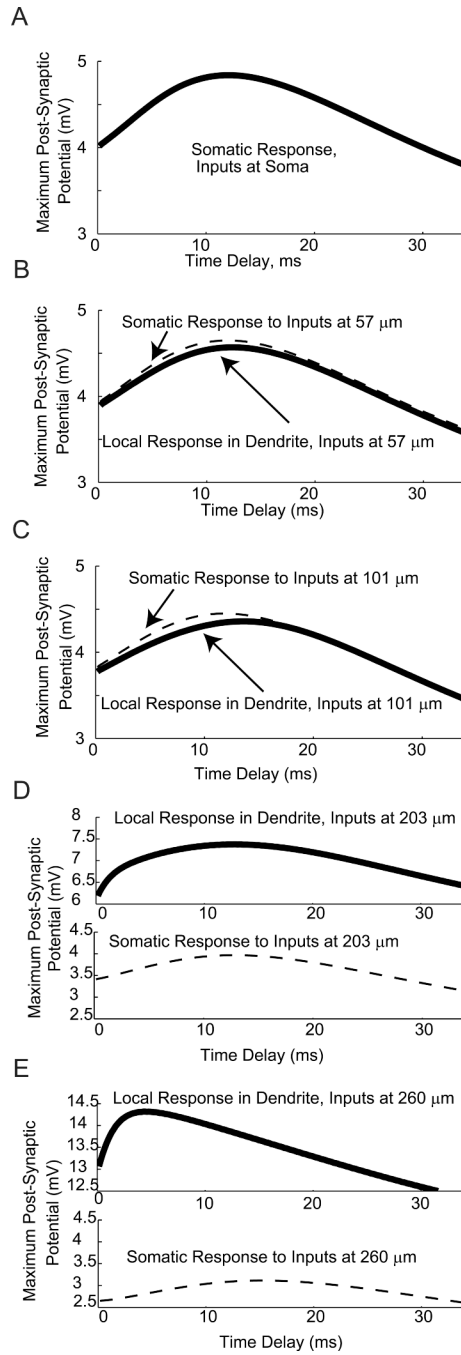 A
Maximum Post-Synaptic
Potential (mV)
5
4
3
Somatic Response,
Inputs at Soma
0 10 20 30
Time Delay, ms
B
Maximum Post-Synaptic
Potential (mV)
5
4
3
Somatic Response to Inputs at 57 μm
Local Response in Dendrite, Inputs at 57 μm
0 10 20 30
Time Delay (ms)
C
Maximum Post-Synaptic
Potential (mV)
5
4
3
Somatic Response to Inputs at 101 μm
Local Response in Dendrite, Inputs at 101 μm
0 10 20 30
Time Delay (ms)
D
Maximum Post-Synaptic
Potential (mV)
8
7.5
7
6.5
6
Local Response in Dendrite, Inputs at 203 μm
0 10 20 30
4.5
4
3.5
3
2.5
Somatic Response to Inputs at 203 μm
0 10 20 30
Time Delay (ms)
E
Maximum Post-Synaptic
Potential (mV)
14.5
14
13.5
13
12.5
Local Response in Dendrite, Inputs at 260 μm
0 10 20 30
4.5
4
3.5
3
2.5
Somatic Response to Inputs at 260 μm
0 10 20 30
Time Delay (ms)